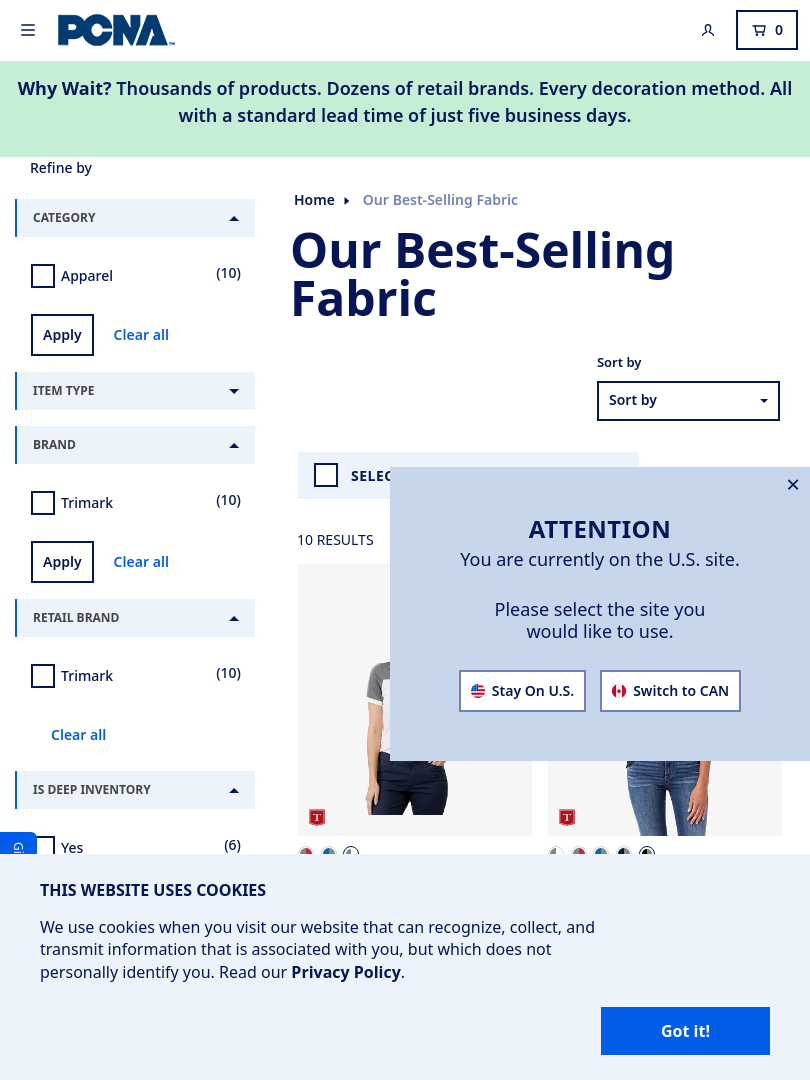 PCNA
0
Why Wait? Thousands of products. Dozens of retail brands. Every decoration method. All
with a standard lead time of just five business days.
Refine by
Home
Our Best-Selling Fabric
CATEGORY
Our Best-Selling
Fabric
Apparel
(10)
Apply
Clear all
Sort by
Sort by
ITEM TYPE
BRAND
Trimark
(10)
Apply
Clear all
10 RESULTS
ATTENTION
You are currently on the U.S. site.
Please select the site you
would like to use.
Stay On U.S.
Switch to CAN
RETAIL BRAND
Trimark
(10)
Clear all
IS DEEP INVENTORY
T
T
Yes
(6)
THIS WEBSITE USES COOKIES
We use cookies when you visit our website that can recognize, collect, and
transmit information that is associated with you, but which does not
personally identify you. Read our Privacy Policy.
Got it!